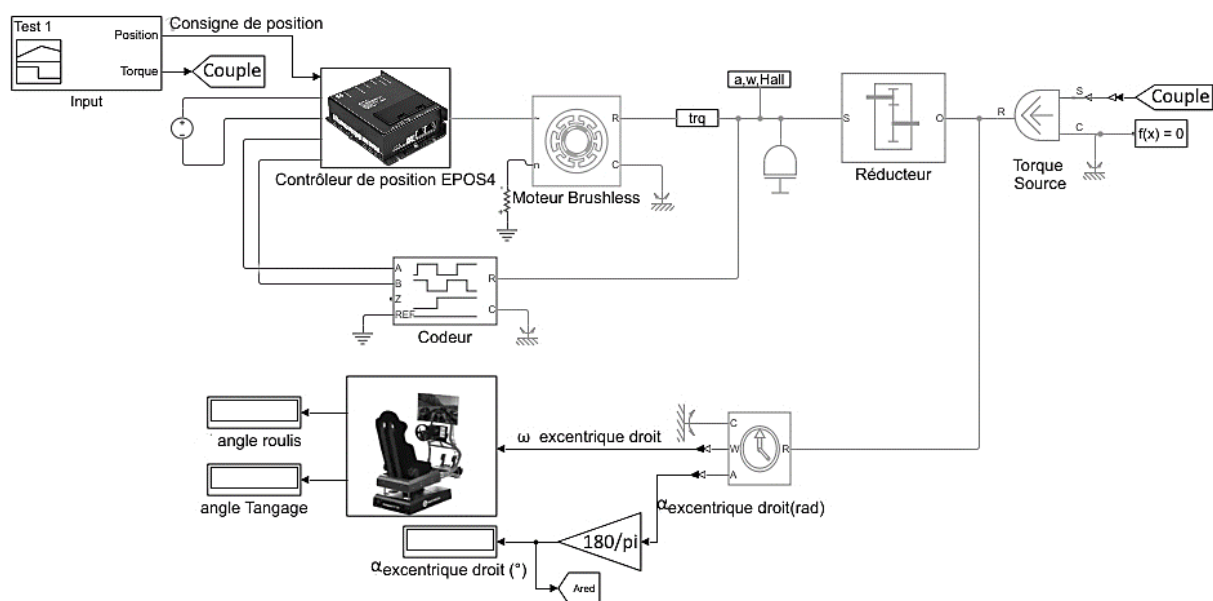 Test 1
Position
Torque
Input
Consigne de position
Couple
Contrôleur de position EPOS4
~
n
R
C
Moteur Brushless
trq
a,w,Hall
S
O
Réducteur
R
S
C
Torque
Source
Couple
f(x) = 0
A
B
Z
REF
R
C
Codeur
angle roulis
angle Tangage
ω excentrique droit
C
W
A
R
αexcentrique droit(rad)
180/pi
αexcentrique droit (°)
Ared